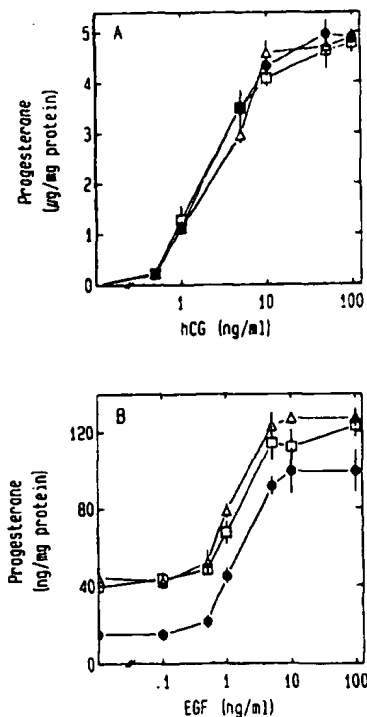 A
Progesterone
(µg/mg protein)
5
4
3
2
1
0
1
10
100
hCG (ng/ml)
B
Progesterone
(ng/mg protein)
120
80
40
0
.1
1
10
100
EGF (ng/ml)